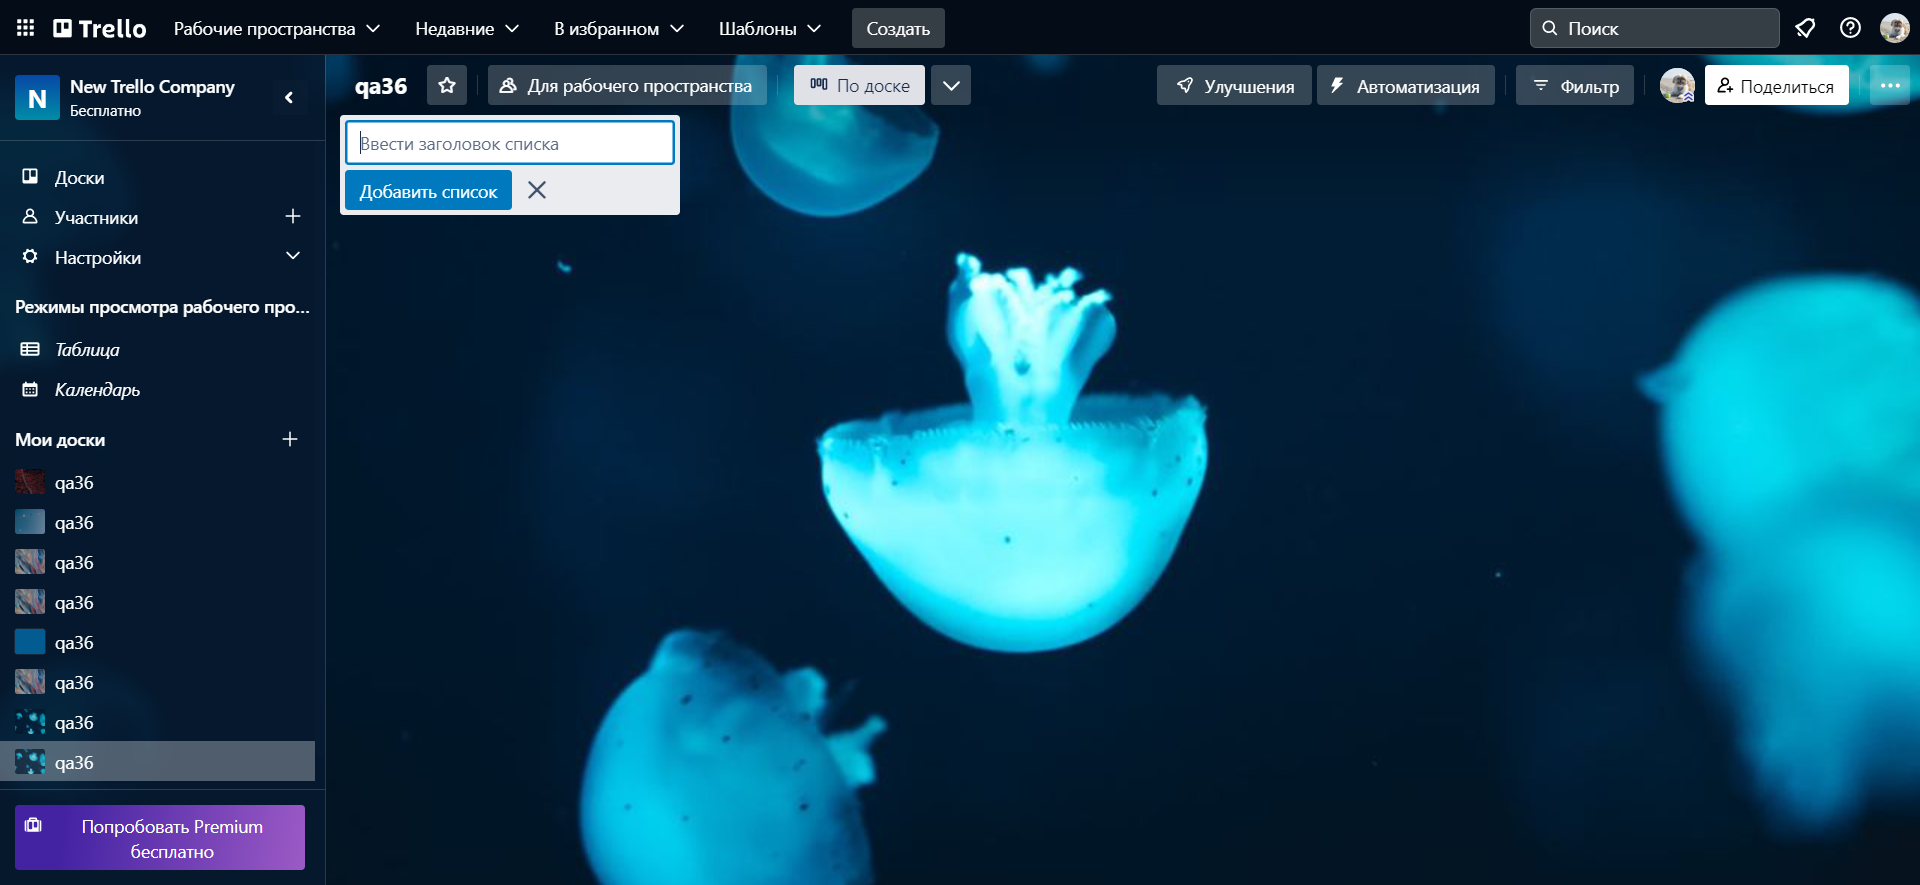 Trello
Рабочие пространства
Недавние
В избранном
Шаблоны
Создать
Поиск
N
New Trello Company
Бесплатно
qa36
Для рабочего пространства
По доске
Улучшения
Автоматизация
Фильтр
Поделиться
Ввести заголовок списка
Добавить список
Доски
Участники
Настройки
Режимы просмотра рабочего про...
Таблица
Календарь
Мои доски
qa36
qa36
qa36
qa36
qa36
qa36
qa36
qa36
Попробовать Premium
бесплатно